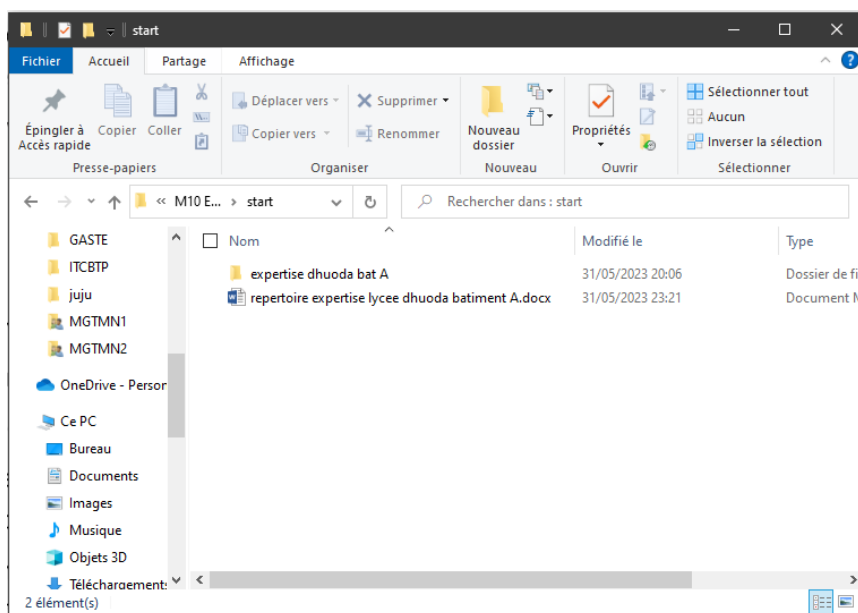 start
Fichier Accueil Partage Affichage
Épingler à Accès rapide
Copier
Coller
Presse-papiers
Déplacer vers
Copier vers
Supprimer
Renommer
Organiser
Nouveau dossier
Nouveau
Propriétés
Ouvrir
Sélectionner tout
Aucun
Inverser la sélection
Sélectionner
« M10 E... › start
Rechercher dans : start
Nom Modifié le Type
expertise dhuoda bat A 31/05/2023 20:06 Dossier de fi
repertoire expertise lycee dhuoda batiment A.docx 31/05/2023 23:21 Document M
GASTE
ITCBTP
juju
MGTMN1
MGTMN2
OneDrive - Person
Ce PC
Bureau
Documents
Images
Musique
Objets 3D
Téléchargements
2 élément(s)